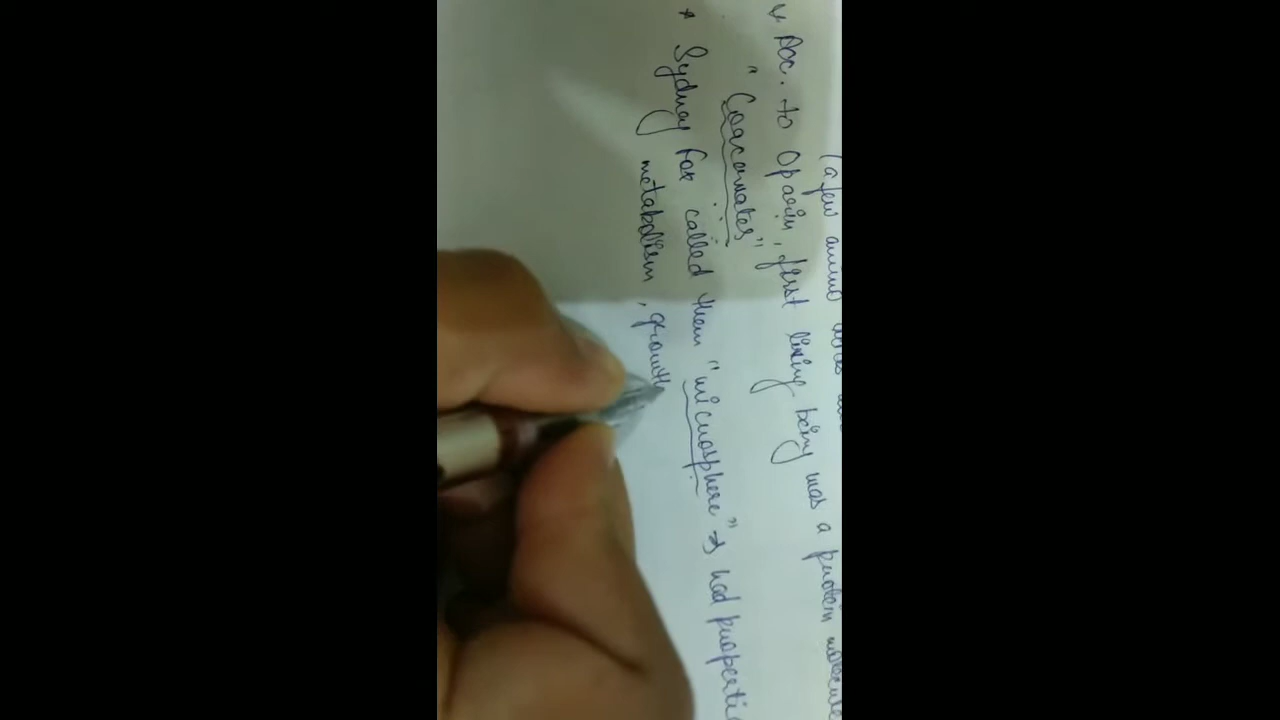 (a few amino
* Acc. to Oparin, first living being was a protein molecule
"Coacervates"
* Sydney Fox called them "microsphere" → had properti
metabolism, growth